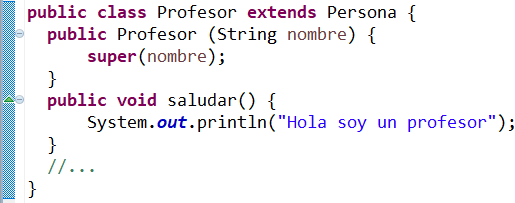 public class Profesor extends Persona {
public Profesor (String nombre) {
super(nombre);
}
public void saludar() {
System.out.println("Hola soy un profesor");
}
//...
}